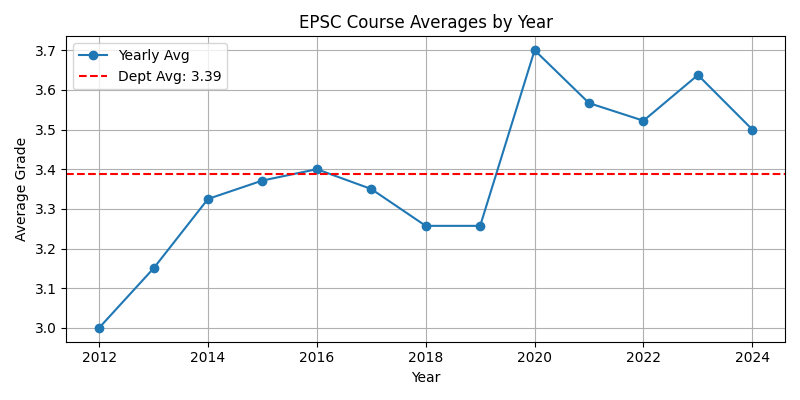 EPSC Course Averages by Year
Yearly Avg
Dept Avg: 3.39
Average Grade
3.7
3.6
3.5
3.4
3.3
3.2
3.1
3.0
2012 2014 2016 2018 2020 2022 2024
Year